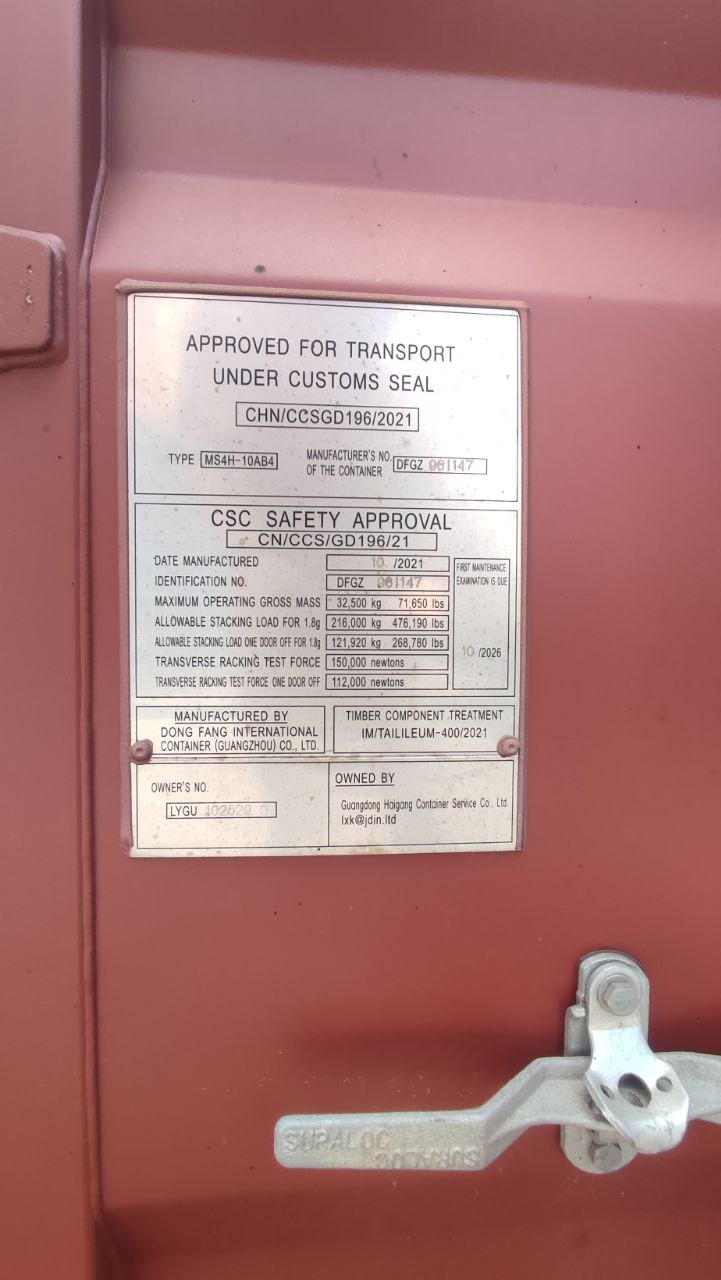 APPROVED FOR TRANSPORT
UNDER CUSTOMS SEAL
CHN/CCSGD196/2021
TYPE MS4H-10AB4
MANUFACTURER'S NO.
OF THE CONTAINER
DFGZ 961147
CSC SAFETY APPROVAL
CN/CCS/GD196/21
DATE MANUFACTURED 10 /2021
IDENTIFICATION NO. DFGZ 961147
MAXIMUM OPERATING GROSS MASS 32,500 kg 71,650 lbs
ALLOWABLE STACKING LOAD FOR 1.8g 216,000 kg 476,190 lbs
ALLOWABLE STACKING LOAD ONE DOOR OFF FOR 1.8g 121,920 kg 268,780 lbs
TRANSVERSE RACKING TEST FORCE 150,000 newtons
TRANSVERSE RACKING TEST FORCE ONE DOOR OFF 112,000 newtons
FIRST MAINTENANCE
EXAMINATION IS DUE
10 /2026
MANUFACTURED BY
DONG FANG INTERNATIONAL
CONTAINER (GUANGZHOU) CO., LTD.
TIMBER COMPONENT TREATMENT
IM/TAILILEUM-400/2021
OWNER'S NO.
LYGU 402629 0
OWNED BY
Guangdong Haigang Container Service Co., Ltd.
lxk@jdin.ltd
SURALOC
SURALOC